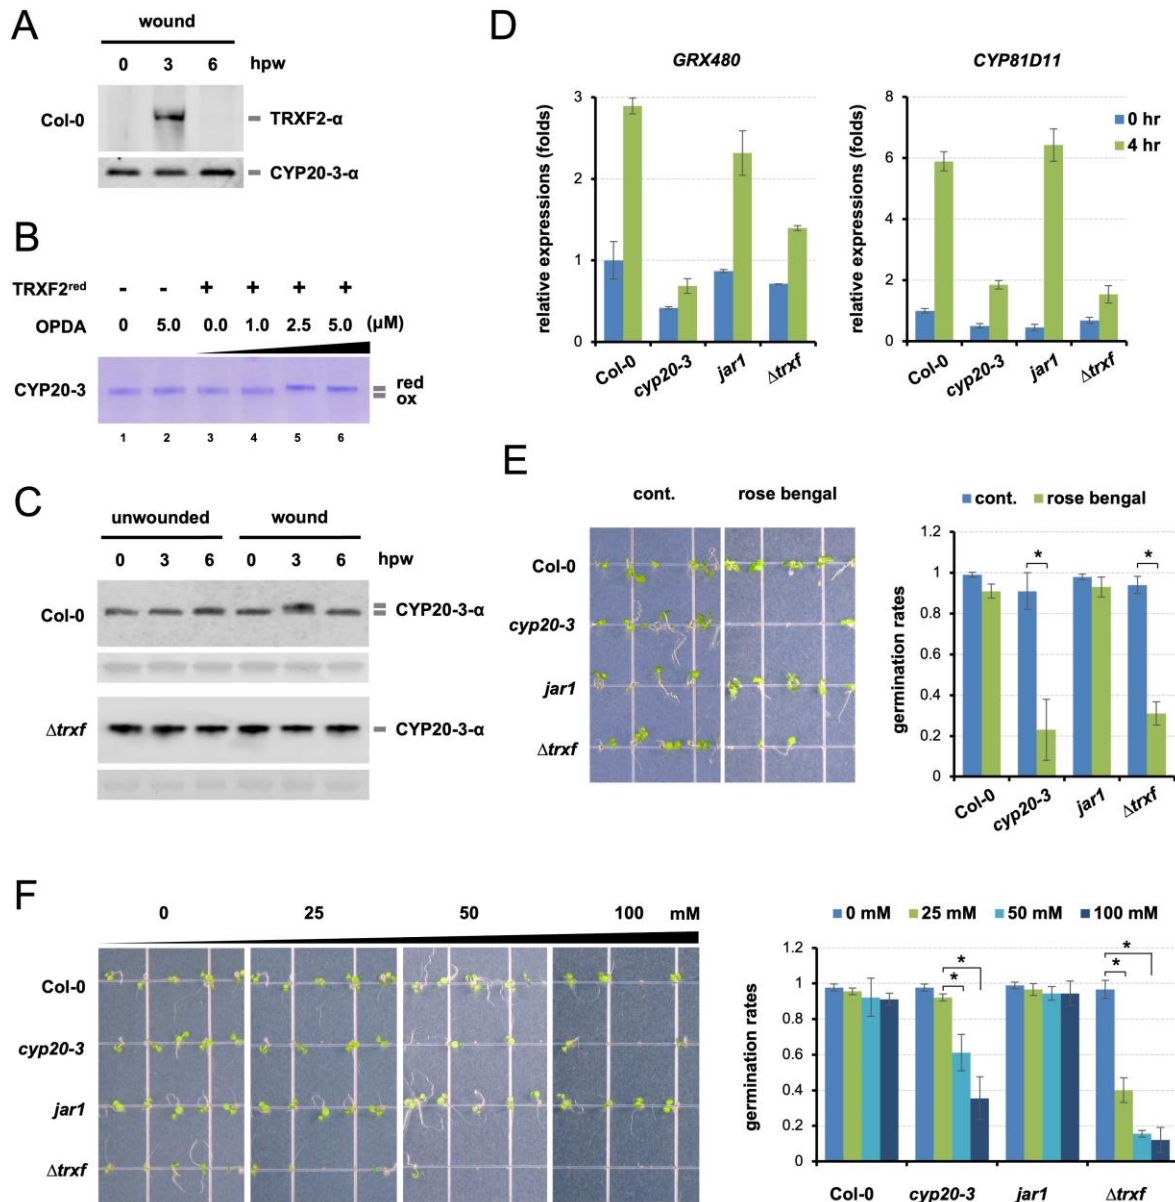 A
wound
0 3 6 hpw
Col-0
TRXF2-α
CYP20-3-α
B
TRXF2red - - + + + +
OPDA 0 5.0 0.0 1.0 2.5 5.0 (µM)
CYP20-3
red
ox
1 2 3 4 5 6
C
unwounded wound
0 3 6 0 3 6 hpw
Col-0
CYP20-3-α
Δtrxf
CYP20-3-α
D
GRX480
relative expressions (folds)
3
2
1
0
Col-0 cyp20-3 jar1 Δtrxf
CYP81D11
relative expressions (folds)
8
6
4
2
0
0 hr
4 hr
Col-0 cyp20-3 jar1 Δtrxf
E
cont. rose bengal
Col-0
cyp20-3
jar1
Δtrxf
cont. rose bengal
germination rates
1.2
1
0.8
0.6
0.4
0.2
0
* *
Col-0 cyp20-3 jar1 Δtrxf
F
0 25 50 100 mM
Col-0
cyp20-3
jar1
Δtrxf
0 mM 25 mM 50 mM 100 mM
germination rates
1.2
1
0.8
0.6
0.4
0.2
0
* *
* *
Col-0 cyp20-3 jar1 Δtrxf